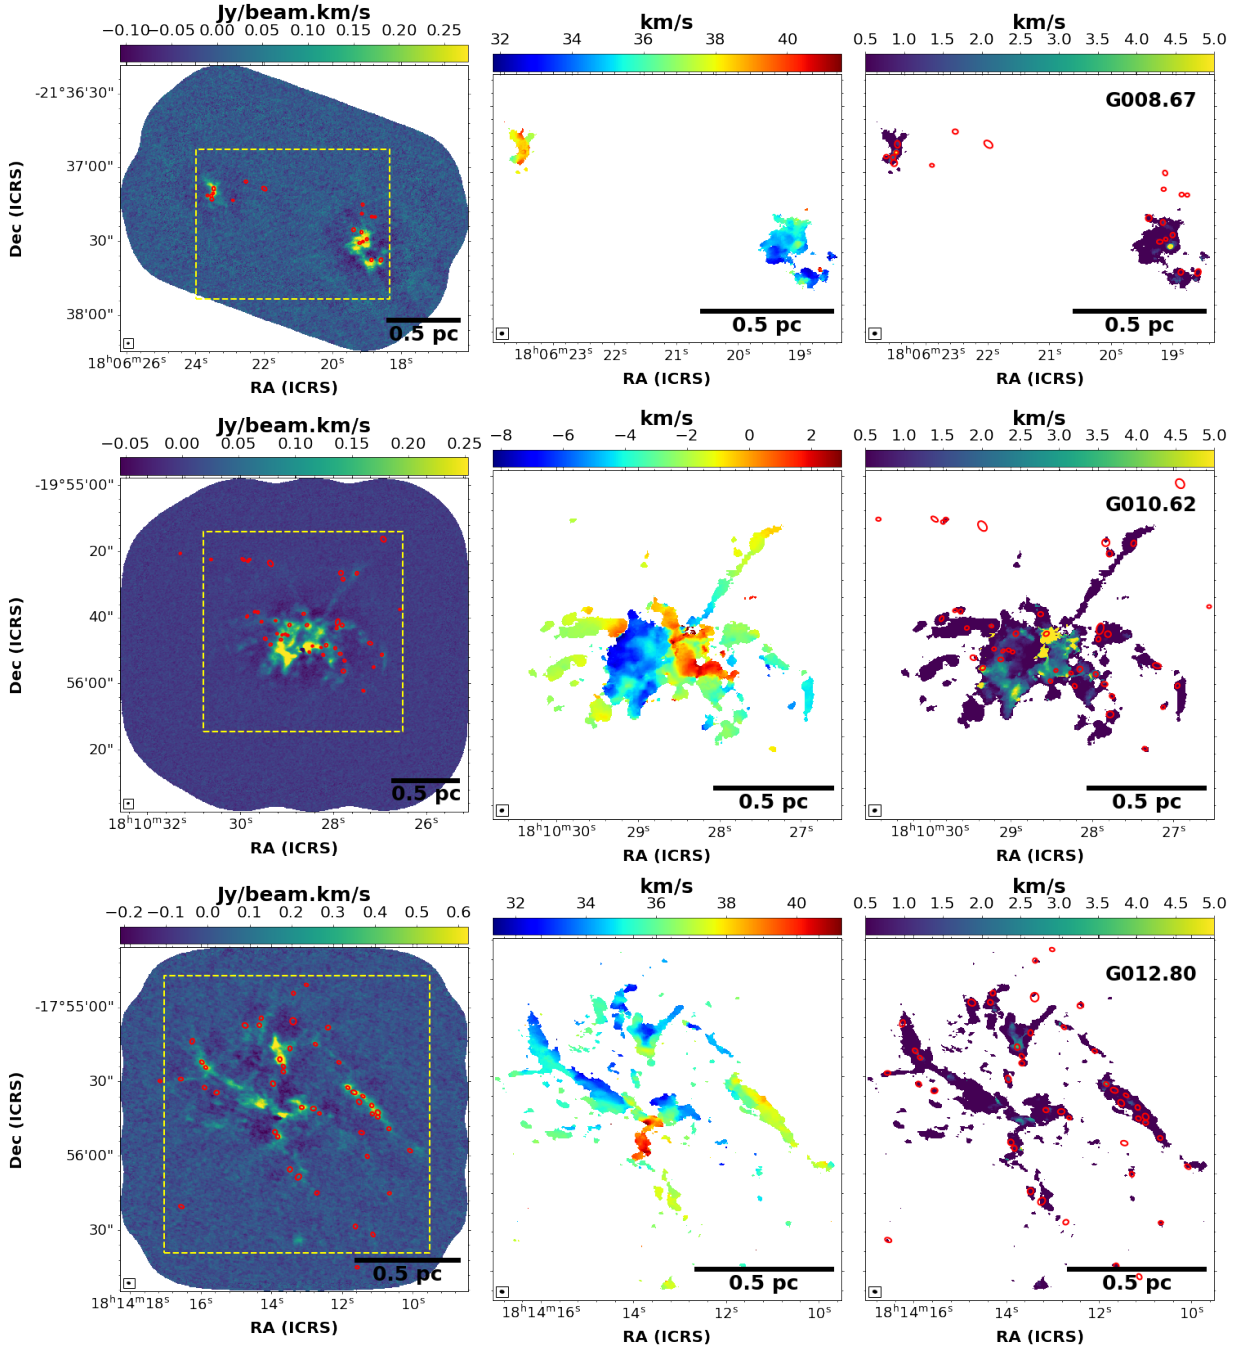 Jy/beam.km/s
−0.10 −0.05 0.00 0.05 0.10 0.15 0.20 0.25
-21°36'30"
37'00"
30"
38'00"
Dec (ICRS)
0.5 pc
18ʰ06ᵐ26ˢ 24ˢ 22ˢ 20ˢ 18ˢ
RA (ICRS)
km/s
32 34 36 38 40
0.5 pc
18ʰ06ᵐ23ˢ 22ˢ 21ˢ 20ˢ 19ˢ
RA (ICRS)
km/s
0.5 1.0 1.5 2.0 2.5 3.0 3.5 4.0 4.5 5.0
G008.67
0.5 pc
18ʰ06ᵐ23ˢ 22ˢ 21ˢ 20ˢ 19ˢ
RA (ICRS)
Jy/beam.km/s
−0.05 0.00 0.05 0.10 0.15 0.20 0.25
-19°55'00"
20"
40"
56'00"
20"
Dec (ICRS)
0.5 pc
18ʰ10ᵐ32ˢ 30ˢ 28ˢ 26ˢ
RA (ICRS)
km/s
−8 −6 −4 −2 0 2
0.5 pc
18ʰ10ᵐ30ˢ 29ˢ 28ˢ 27ˢ
RA (ICRS)
km/s
0.5 1.0 1.5 2.0 2.5 3.0 3.5 4.0 4.5 5.0
G010.62
0.5 pc
18ʰ10ᵐ30ˢ 29ˢ 28ˢ 27ˢ
RA (ICRS)
Jy/beam.km/s
−0.2 −0.1 0.0 0.1 0.2 0.3 0.4 0.5 0.6
-17°55'00"
30"
56'00"
30"
Dec (ICRS)
0.5 pc
18ʰ14ᵐ18ˢ 16ˢ 14ˢ 12ˢ 10ˢ
RA (ICRS)
km/s
32 34 36 38 40
0.5 pc
18ʰ14ᵐ16ˢ 14ˢ 12ˢ 10ˢ
RA (ICRS)
km/s
0.5 1.0 1.5 2.0 2.5 3.0 3.5 4.0 4.5 5.0
G012.80
0.5 pc
18ʰ14ᵐ16ˢ 14ˢ 12ˢ 10ˢ
RA (ICRS)